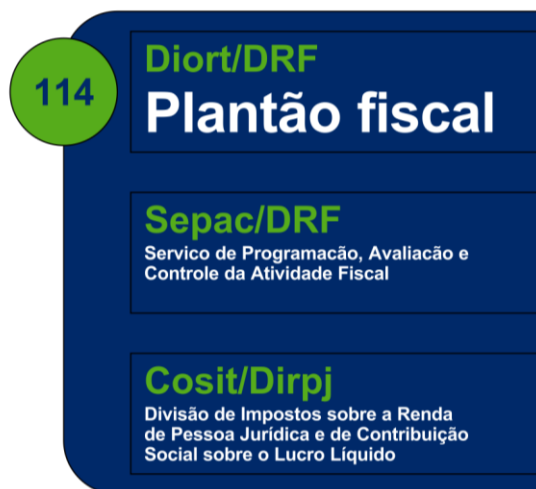 114
Diort/DRF
Plantão fiscal
Sepac/DRF
Servico de Programacão, Avaliacão e
Controle da Atividade Fiscal
Cosit/Dirpj
Divisão de Impostos sobre a Renda
de Pessoa Jurídica e de Contribuição
Social sobre o Lucro Líquido